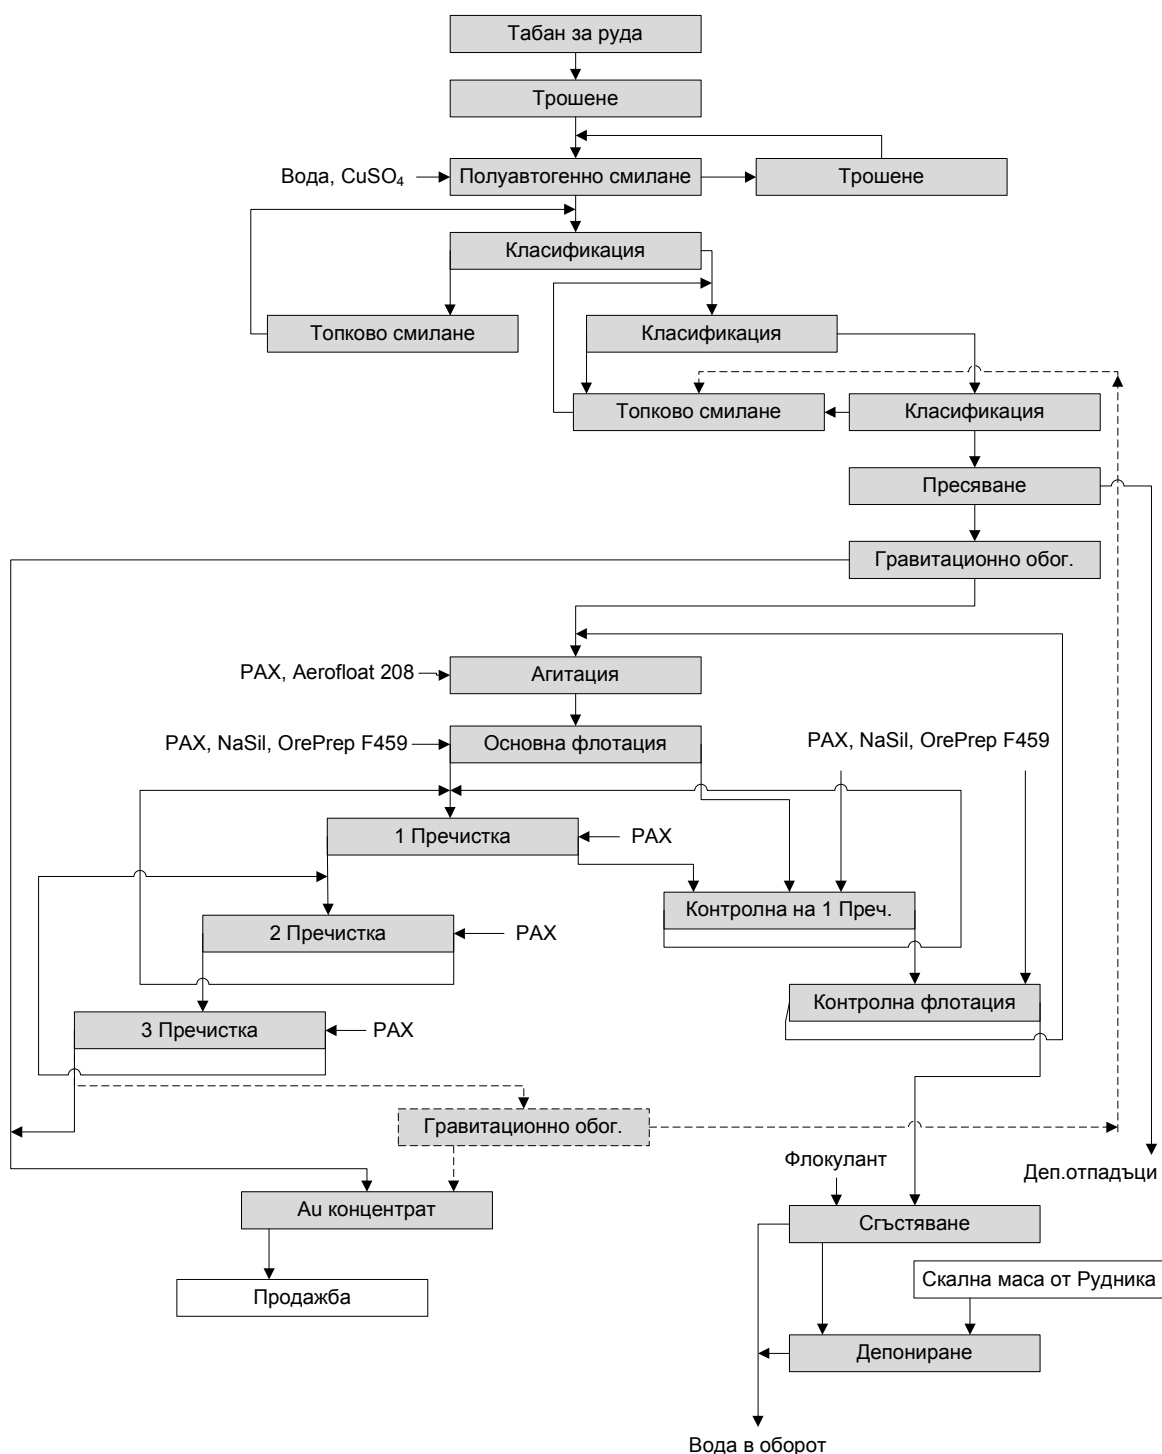 Табан за руда
Трошене
Вода, CuSO₄
Полуавтогенно смилане
Трошене
Класификация
Топково смилане
Класификация
Топково смилане
Класификация
Пресяване
Гравитационно обог.
PAX, Aerofloat 208
Агитация
PAX, NaSil, OrePrep F459
Основна флотация
PAX, NaSil, OrePrep F459
1 Пречистка
PAX
Контролна на 1 Преч.
2 Пречистка
PAX
Контролна флотация
3 Пречистка
PAX
Гравитационно обог.
Флокулант
Деп.отпадъци
Au концентрат
Сгъстяване
Скална маса от Рудника
Продажба
Депониране
Вода в оборот